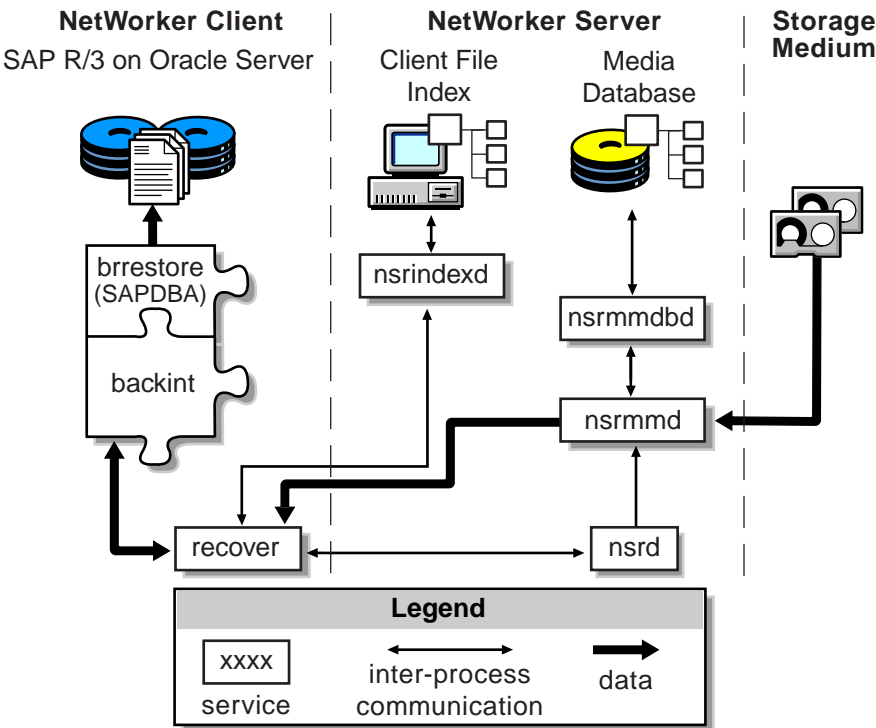 NetWorker Client
NetWorker Server
Storage
Medium
SAP R/3 on Oracle Server
Client File
Index
Media
Database
brrestore
(SAPDBA)
nsrindexd
nsrmmdbd
backint
nsrmmd
recover
nsrd
Legend
xxxx
service
inter-process
communication
data